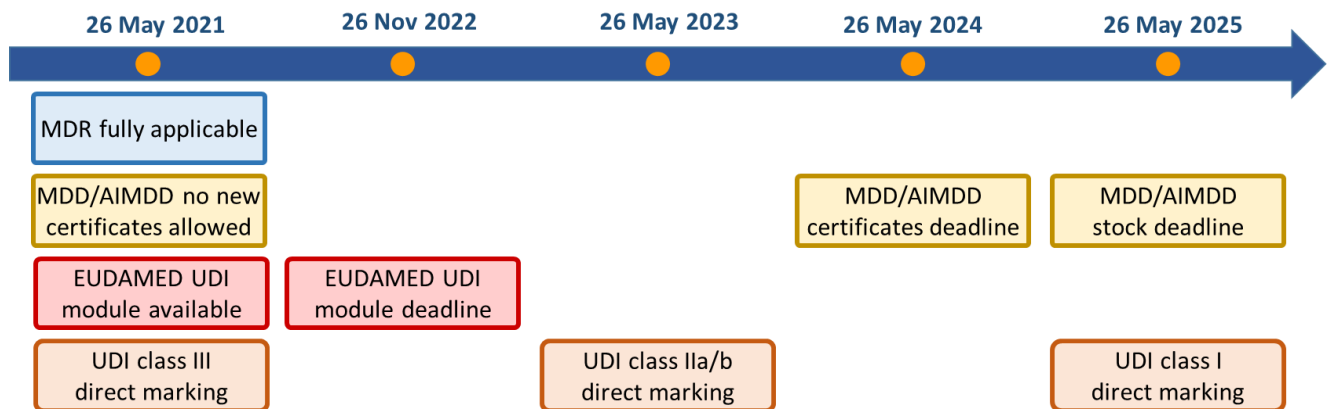 26 May 2021
26 Nov 2022
26 May 2023
26 May 2024
26 May 2025
MDR fully applicable
MDD/AIMDD no new
certificates allowed
MDD/AIMDD
certificates deadline
MDD/AIMDD
stock deadline
EUDAMED UDI
module available
EUDAMED UDI
module deadline
UDI class III
direct marking
UDI class IIa/b
direct marking
UDI class I
direct marking